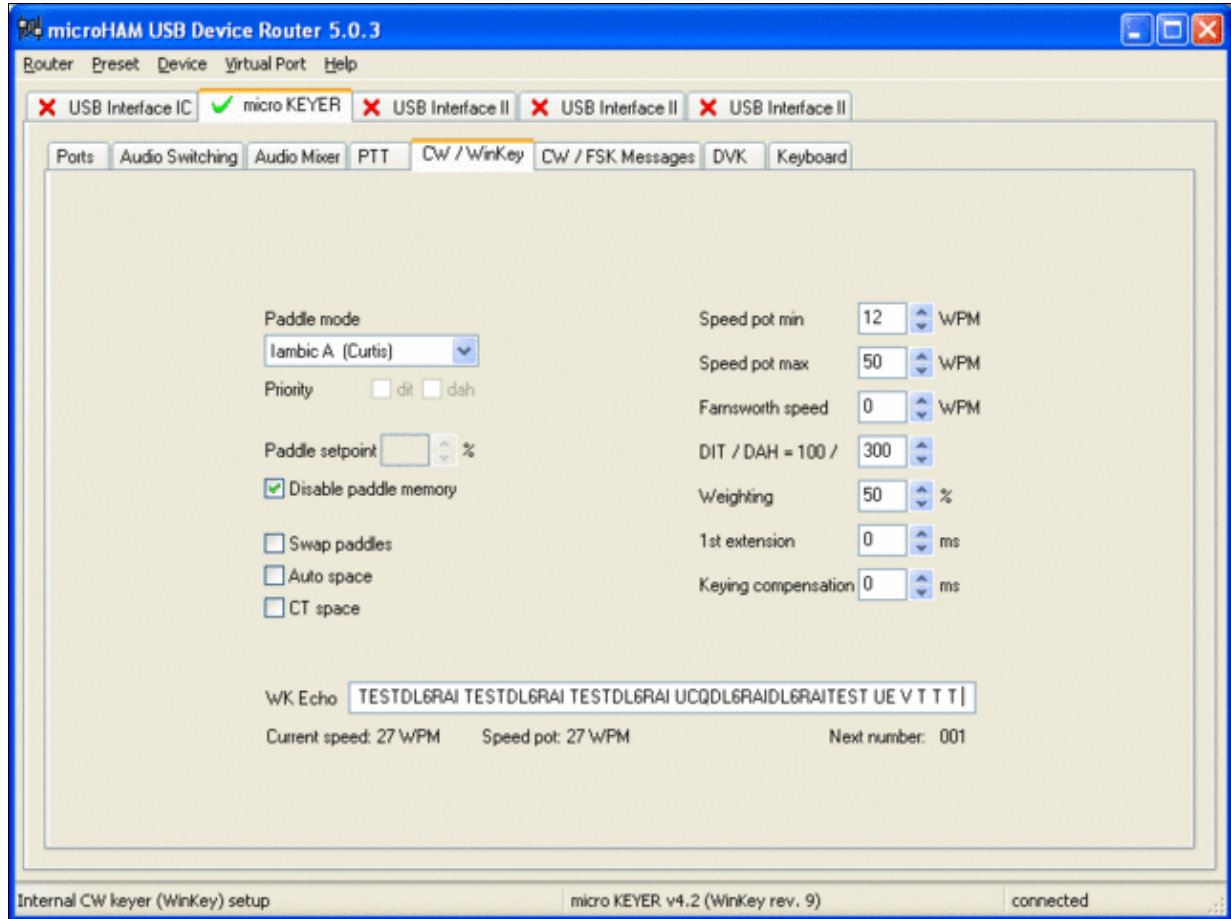 microHAM USB Device Router 5.0.3
Router Preset Device Virtual Port Help
USB Interface IC micro KEYER USB Interface II USB Interface II USB Interface II
Ports Audio Switching Audio Mixer PTT CW / WinKey CW / FSK Messages DVK Keyboard
Paddle mode
Iambic A (Curtis)
Priority dit dah
Paddle setpoint %
Disable paddle memory
Swap paddles
Auto space
CT space
Speed pot min 12 WPM
Speed pot max 50 WPM
Farnsworth speed 0 WPM
DIT / DAH = 100 / 300
Weighting 50 %
1st extension 0 ms
Keying compensation 0 ms
WK Echo TESTDL6RAI TESTDL6RAI TESTDL6RAI UCQDL6RAIDL6RAITEST UE V T T T
Current speed: 27 WPM Speed pot: 27 WPM Next number: 001
Internal CW keyer (WinKey) setup micro KEYER v4.2 (WinKey rev. 9) connected